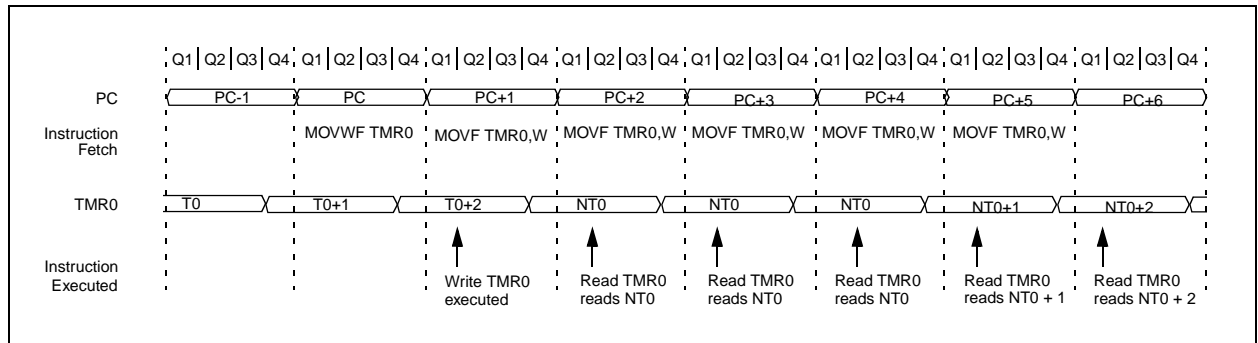 Q1 Q2 Q3 Q4 Q1 Q2 Q3 Q4 Q1 Q2 Q3 Q4 Q1 Q2 Q3 Q4 Q1 Q2 Q3 Q4 Q1 Q2 Q3 Q4 Q1 Q2 Q3 Q4 Q1 Q2 Q3 Q4
PC PC-1 PC PC+1 PC+2 PC+3 PC+4 PC+5 PC+6
Instruction
Fetch
MOVWF TMR0 MOVF TMR0,W MOVF TMR0,W MOVF TMR0,W MOVF TMR0,W MOVF TMR0,W
TMR0 T0 T0+1 T0+2 NT0 NT0 NT0 NT0+1 NT0+2
Instruction
Executed
Write TMR0
executed
Read TMR0
reads NT0
Read TMR0
reads NT0
Read TMR0
reads NT0
Read TMR0
reads NT0 + 1
Read TMR0
reads NT0 + 2